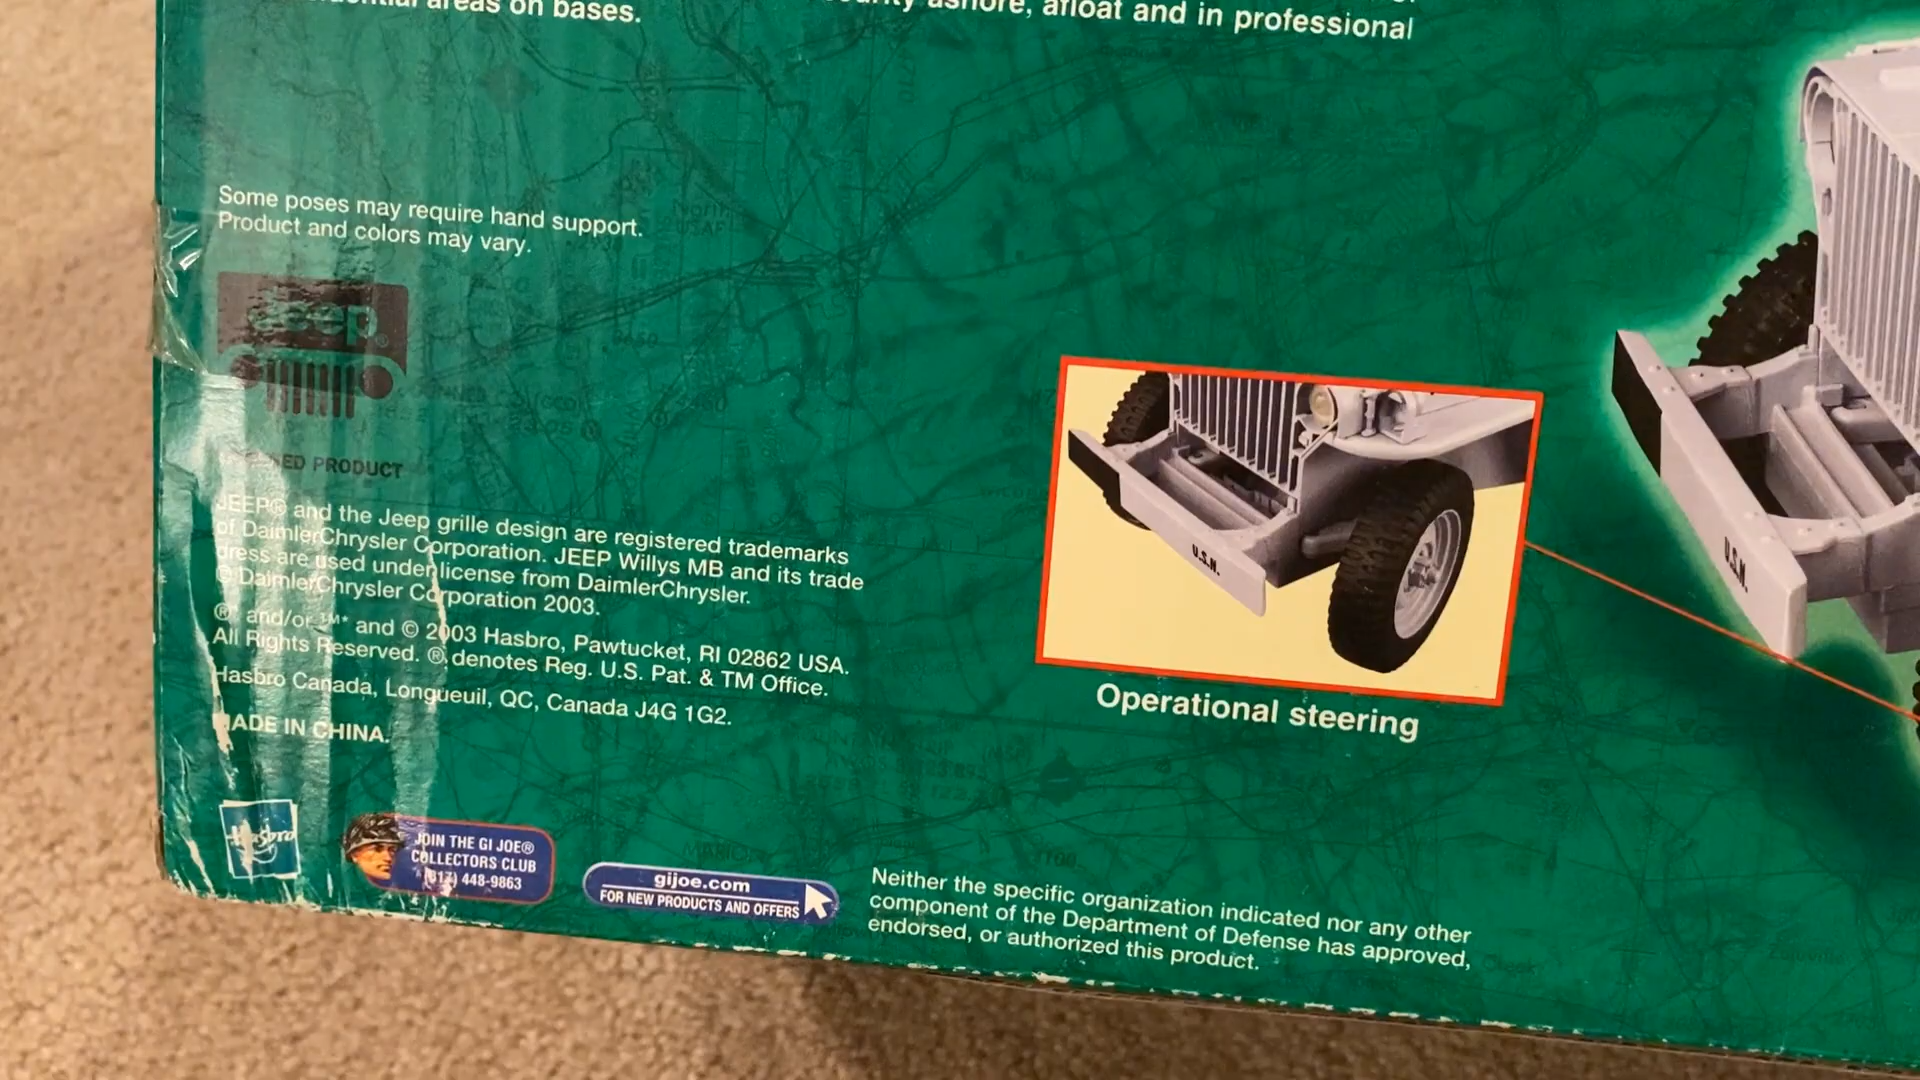 areas on bases.
ashore, afloat and in professional
Some poses may require hand support.
Product and colors may vary.
Jeep®
PRODUCT
JEEP® and the Jeep grille design are registered trademarks
of DaimlerChrysler Corporation. JEEP Willys MB and its trade
dress are used under license from DaimlerChrysler.
© DaimlerChrysler Corporation 2003.
®* and/or ™* and © 2003 Hasbro, Pawtucket, RI 02862 USA.
All Rights Reserved. ® denotes Reg. U.S. Pat. & TM Office.
Hasbro Canada, Longueuil, QC, Canada J4G 1G2.
MADE IN CHINA.
U.S.N.
U.S.N.
Operational steering
Hasbro
JOIN THE GI JOE®
COLLECTORS CLUB
(817) 448-9863
gijoe.com
FOR NEW PRODUCTS AND OFFERS
Neither the specific organization indicated nor any other
component of the Department of Defense has approved,
endorsed, or authorized this product.